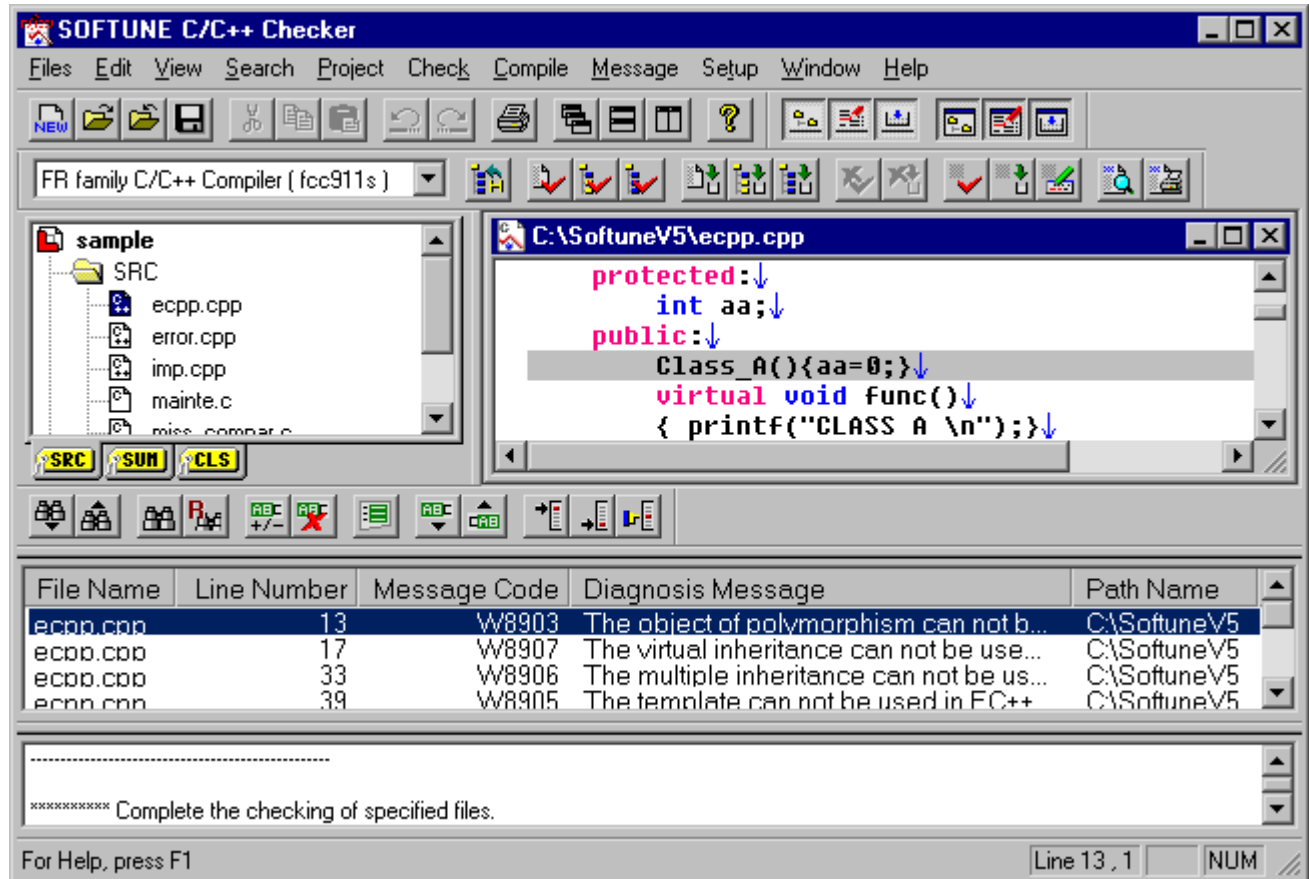 SOFTUNE C/C++ Checker
Files Edit View Search Project Check Compile Message Setup Window Help
NEW
FR family C/C++ Compiler ( fcc911s )
sample
SRC
ecpp.cpp
error.cpp
imp.cpp
mainte.c
miss_compar.c
SRC SUM CLS
C:\SoftuneV5\ecpp.cpp
protected:↓
int aa;↓
public:↓
Class_A(){aa=0;}↓
virtual void func()↓
{ printf("CLASS A \n");}↓
File Name Line Number Message Code Diagnosis Message Path Name
ecpp.cpp 13 W8903 The object of polymorphism can not b... C:\SoftuneV5
ecpp.cpp 17 W8907 The virtual inheritance can not be use... C:\SoftuneV5
ecpp.cpp 33 W8906 The multiple inheritance can not be us... C:\SoftuneV5
ecpp.cpp 39 W8905 The template can not be used in EC++ C:\SoftuneV5
--------------------------------------------------
********** Complete the checking of specified files.
For Help, press F1
Line 13 , 1 NUM